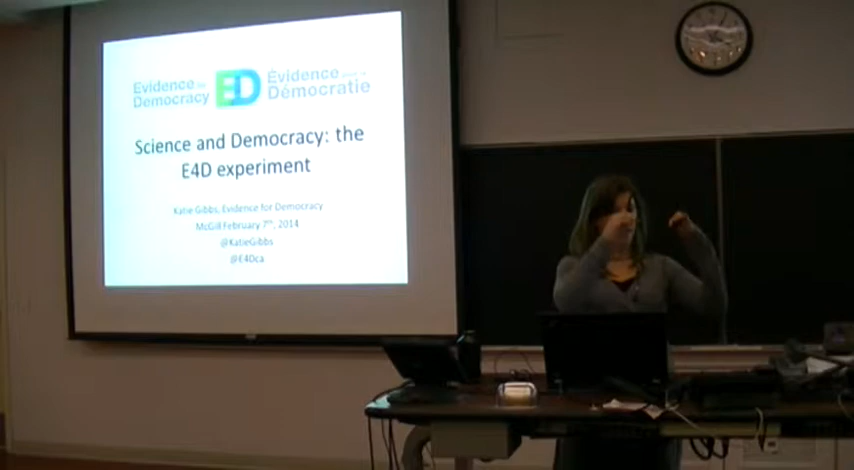 Evidence for
Democracy
E4D
Évidence pour la
Démocratie
Science and Democracy: the
E4D experiment
Katie Gibbs, Evidence for Democracy
McGill February 7th, 2014
@KatieGibbs
@E4Dca